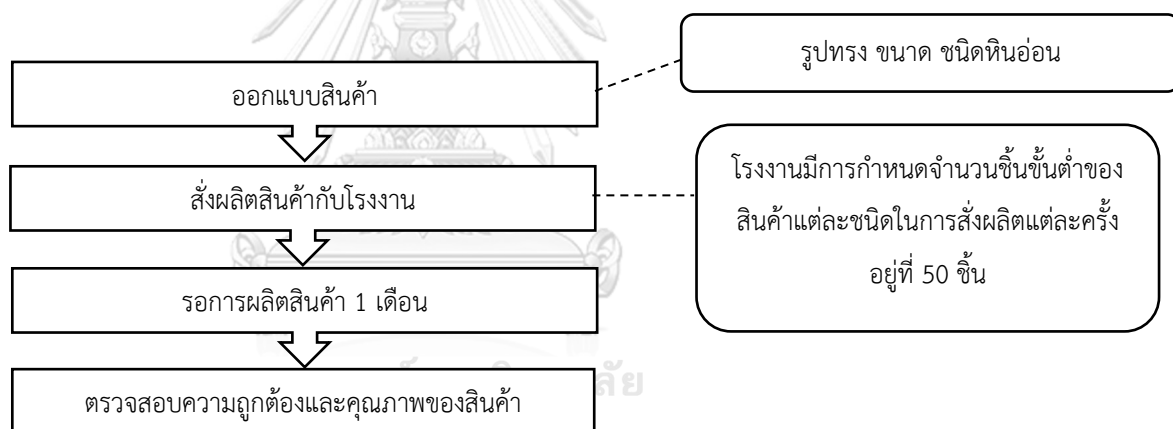 รูปทรง ขนาด ชนิดหินอ่อน
ออกแบบสินค้า
สั่งผลิตสินค้ากับโรงงาน
โรงงานมีการกำหนดจำนวนชิ้นขั้นต่ำของ
สินค้าแต่ละชนิดในการสั่งผลิตแต่ละครั้ง
อยู่ที่ 50 ชิ้น
รอการผลิตสินค้า 1 เดือน
ตรวจสอบความถูกต้องและคุณภาพของสินค้า